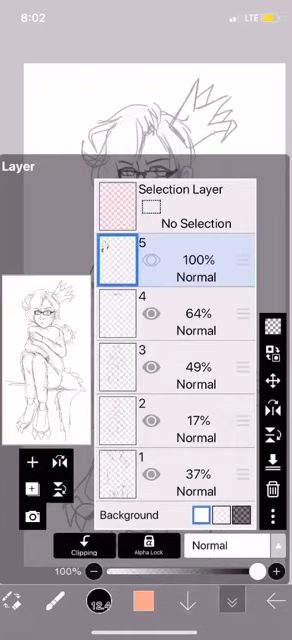 8:02
LTE
Layer
Selection Layer
No Selection
5
100%
Normal
4
64%
Normal
3
49%
Normal
2
17%
Normal
1
37%
Normal
Background
Clipping
Alpha Lock
Normal
100%
12.4